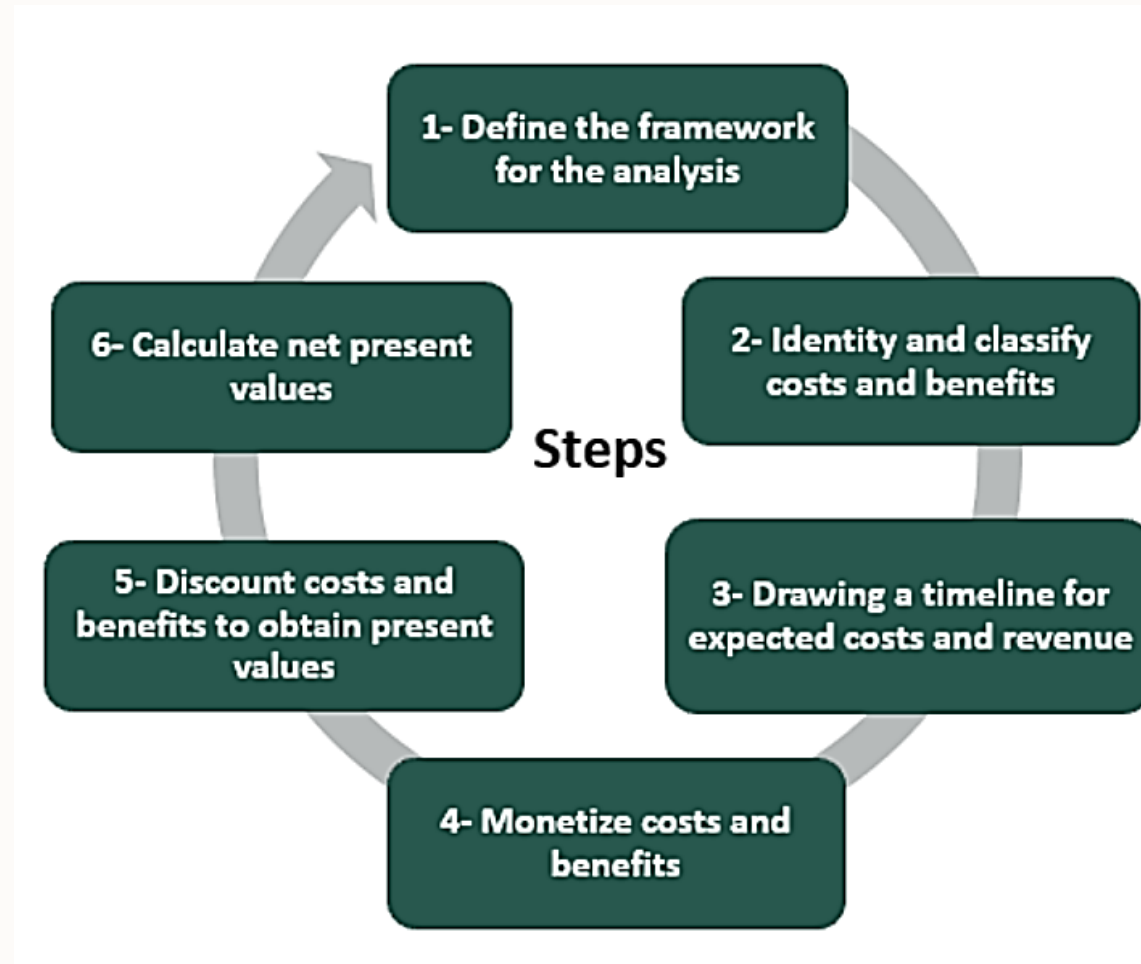 1- Define the framework
for the analysis
2- Identity and classify
costs and benefits
3- Drawing a timeline for
expected costs and revenue
4- Monetize costs and
benefits
5- Discount costs and
benefits to obtain present
values
6- Calculate net present
values
Steps